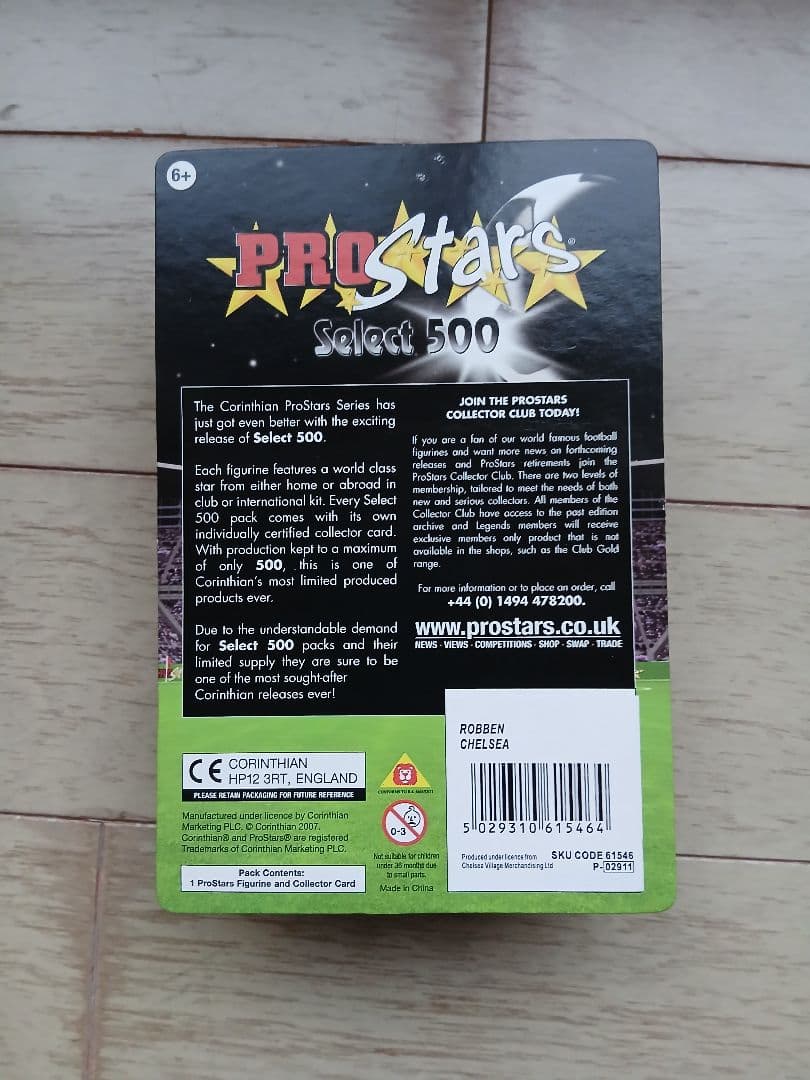 6+
PROStars®
Select 500
The Corinthian ProStars Series has
just got even better with the exciting
release of Select 500.
Each figurine features a world class
star from either home or abroad in
club or international kit. Every Select
500 pack comes with its own
individually certified collector card.
With production kept to a maximum
of only 500, this is one of
Corinthian's most limited produced
products ever.
Due to the understandable demand
for Select 500 packs and their
limited supply they are sure to be
one of the most sought-after
Corinthian releases ever!
JOIN THE PROSTARS
COLLECTOR CLUB TODAY!
If you are a fan of our world famous football
figurines and want more news on forthcoming
releases and ProStars retirements join the
ProStars Collector Club. There are two levels of
membership, tailored to meet the needs of both
new and serious collectors. All members of the
Collector Club have access to the past edition
archive and Legends members will receive
exclusive members only product that is not
available in the shops, such as the Club Gold
range.
For more information or to place an order, call
+44 (0) 1494 478200.
www.prostars.co.uk
NEWS - VIEWS - COMPETITIONS - SHOP - SWAP - TRADE
CE CORINTHIAN
HP12 3RT, ENGLAND
PLEASE RETAIN PACKAGING FOR FUTURE REFERENCE
Manufactured under licence by Corinthian
Marketing PLC. © Corinthian 2007.
Corinthian® and ProStars® are registered
Trademarks of Corinthian Marketing PLC.
Pack Contents:
1 ProStars Figurine and Collector Card
0-3
Not suitable for children
under 36 months due
to small parts.
Made in China
ROBBEN
CHELSEA
5 029310 615464
Produced under licence from
Chelsea Village Merchandising Ltd
SKU CODE 61546
P-02911